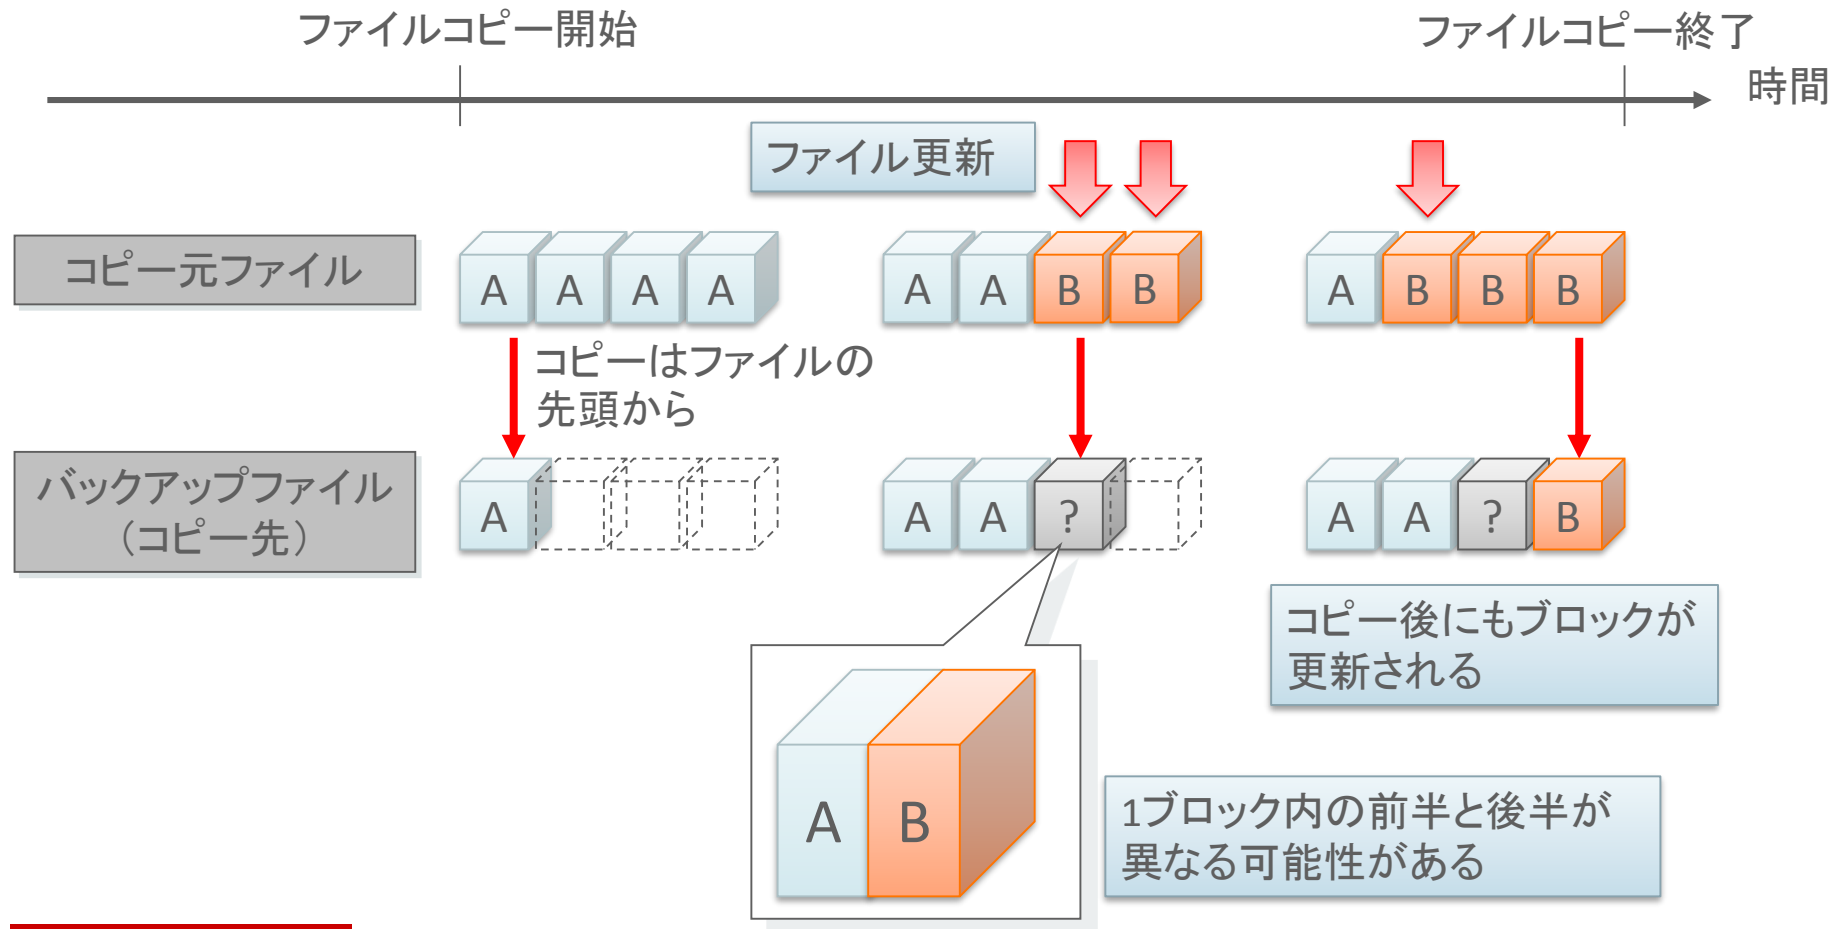 ファイルコピー開始
ファイルコピー終了
時間
ファイル更新
コピー元ファイル
A A A A
A A B B
A B B B
コピーはファイルの
先頭から
バックアップファイル
（コピー先）
A
A A ?
A A ? B
コピー後にもブロックが
更新される
A B
1ブロック内の前半と後半が
異なる可能性がある